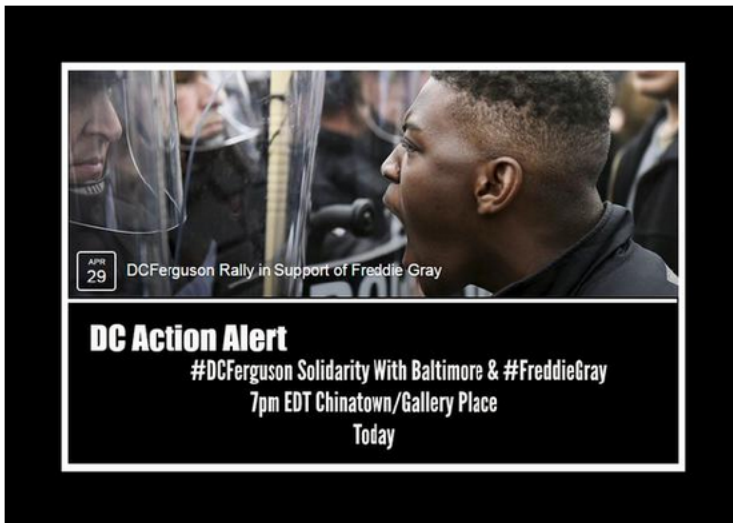 APR
29
DCFerguson Rally in Support of Freddie Gray
DC Action Alert
#DCFerguson Solidarity With Baltimore & #FreddieGray
7pm EDT Chinatown/Gallery Place
Today